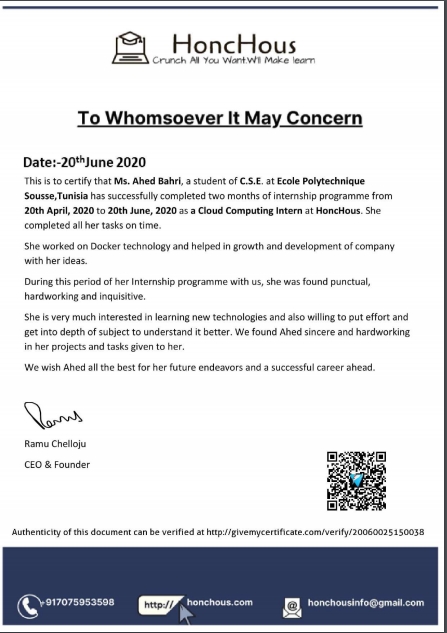 HoncHous
Crunch All You Want.We'll Make learn
To Whomsoever It May Concern
Date:-20thJune 2020
This is to certify that Ms. Ahed Bahri, a student of C.S.E. at Ecole Polytechnique
Sousse,Tunisia has successfully completed two months of internship programme from
20th April, 2020 to 20th June, 2020 as a Cloud Computing Intern at HoncHous. She
completed all her tasks on time.
She worked on Docker technology and helped in growth and development of company
with her ideas.
During this period of her Internship programme with us, she was found punctual,
hardworking and inquisitive.
She is very much interested in learning new technologies and also willing to put effort and
get into depth of subject to understand it better. We found Ahed sincere and hardworking
in her projects and tasks given to her.
We wish Ahed all the best for her future endeavors and a successful career ahead.
Ramu
Ramu Chelloju
CEO & Founder
Authenticity of this document can be verified at http://givemycertificate.com/verify/20060025150038
+917075953598 http:// honchous.com @ honchousinfo@gmail.com